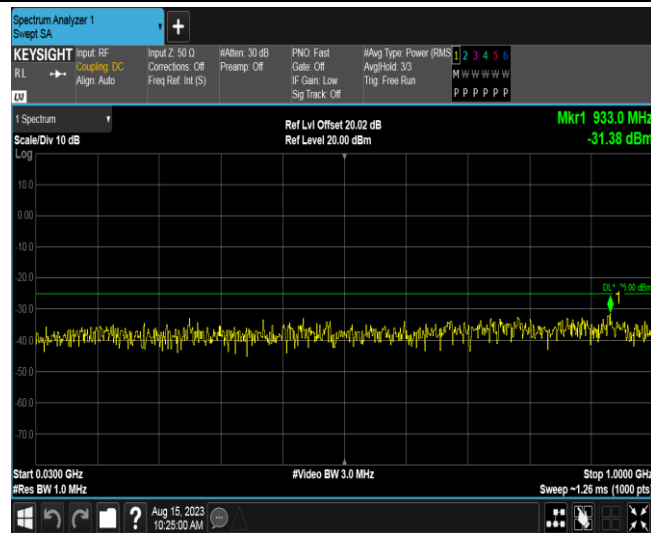 Spectrum Analyzer 1
Swept SA
+
KEYSIGHT
RL
LXI
Input: RF
Coupling: DC
Align: Auto
Input Z: 50 Ω
Corrections: Off
Freq Ref: Int (S)
#Atten: 30 dB
Preamp: Off
PNO: Fast
Gate: Off
IF Gain: Low
Sig Track: Off
#Avg Type: Power (RMS
Avg|Hold: 3/3
Trig: Free Run
1 2 3 4 5 6
M W W W W W
P P P P P P
1 Spectrum
Scale/Div 10 dB
Log
Ref Lvl Offset 20.02 dB
Ref Level 20.00 dBm
Mkr1 933.0 MHz
-31.38 dBm
10.0
0.00
-10.0
-20.0
-30.0
-40.0
-50.0
-60.0
-70.0
1
Start 0.0300 GHz
#Res BW 1.0 MHz
#Video BW 3.0 MHz
Stop 1.0000 GHz
Sweep ~1.26 ms (1000 pts)
?
Aug 15, 2023
10:25:00 AM